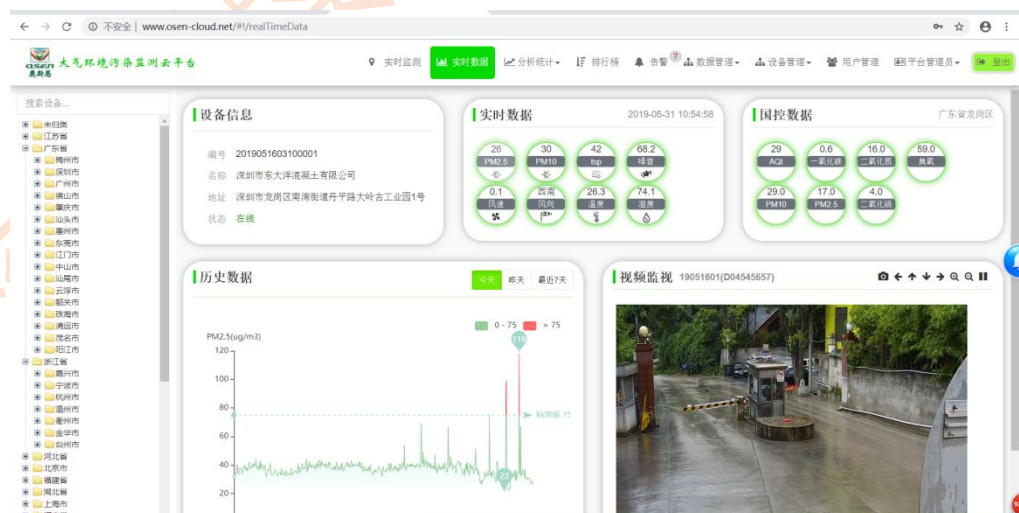 不安全 | www.osen-cloud.net/#!/realTimeData
OSEN
奥斯恩
大气环境污染监测云平台
实时监测
实时数据
分析统计
排行榜
告警 7
数据管理
设备管理
用户管理
平台管理员
登出
搜索设备...
未归类
江苏省
广东省
梅州市
深圳市
广州市
佛山市
肇庆市
汕头市
惠州市
东莞市
江门市
中山市
汕尾市
云浮市
韶关市
珠海市
清远市
茂名市
阳江市
浙江省
嘉兴市
宁波市
杭州市
温州市
衢州市
金华市
台州市
河北省
北京市
福建省
湖北省
上海市
设备信息
编号 2019051603100001
名称 深圳市东大洋混凝土有限公司
地址 深圳市龙岗区南湾街道丹平路大岭古工业园1号
状态 在线
实时数据 2019-05-31 10:54:58
26 30 42 68.2
PM2.5 PM10 tsp 噪音
0.1 西南 26.3 74.1
风速 风向 温度 湿度
国控数据 广东省龙岗区
29 0.6 16.0 59.0
AQI 一氧化碳 二氧化氮 臭氧
29.0 17.0 4.0
PM10 PM2.5 二氧化硫
历史数据 今天 昨天 最近7天
0 - 75 > 75
PM2.5(ug/m3)
118
120
100
80
标准值 75
60
40
22
20
视频监视 19051601(D04545657)